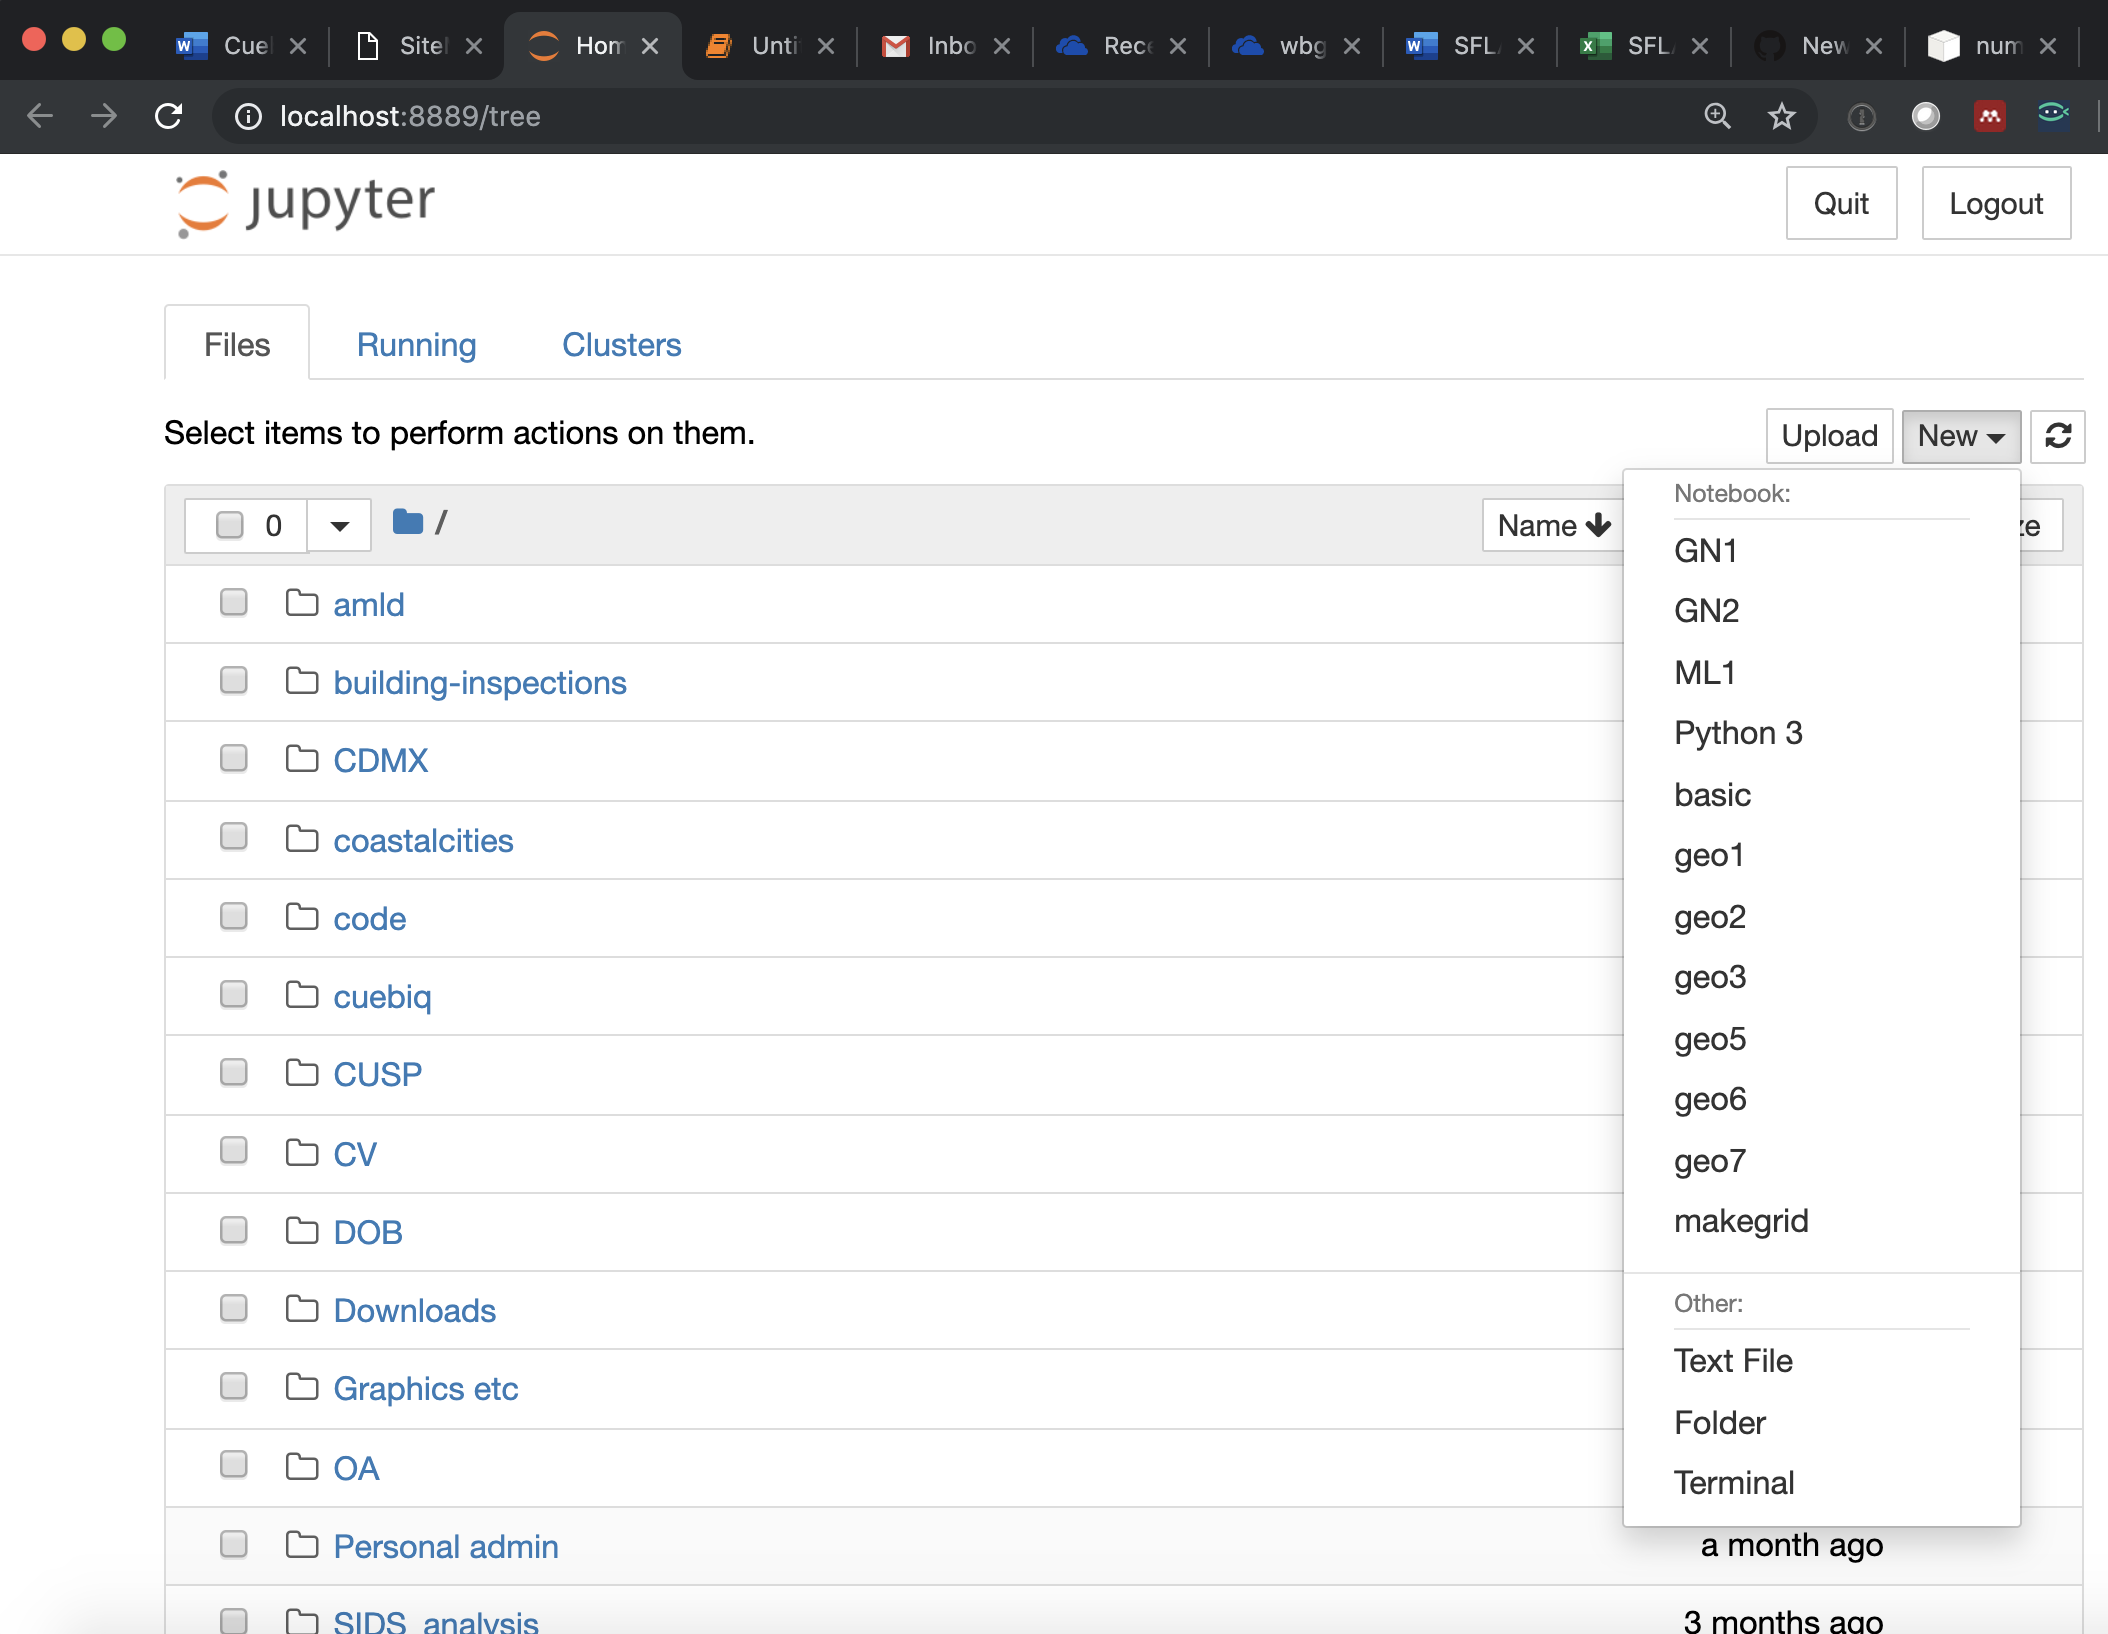 Cuel
Sitel
Hom
Unti
Inbo
Rece
wbg
SFL
SFL
New
num
localhost:8889/tree
jupyter
Quit
Logout
Files
Running
Clusters
Select items to perform actions on them.
Upload
New
0
/
Name
ze
Notebook:
GN1
GN2
ML1
Python 3
basic
geo1
geo2
geo3
geo5
geo6
geo7
makegrid
Other:
Text File
Folder
Terminal
amld
building-inspections
CDMX
coastalcities
code
cuebiq
CUSP
CV
DOB
Downloads
Graphics etc
OA
Personal admin
a month ago
SIDS_analysis
3 months ago